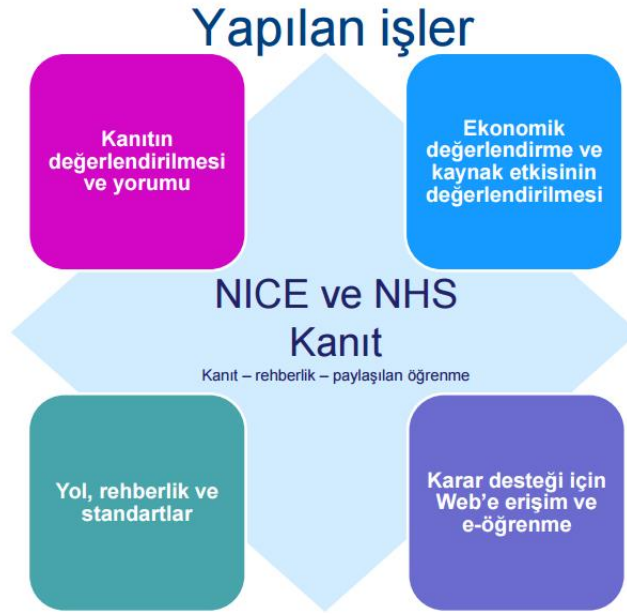 Yapılan işler
Kanıtın
değerlendirilmesi
ve yorumu
Ekonomik
değerlendirme ve
kaynak etkisinin
değerlendirilmesi
NICE ve NHS
Kanıt
Kanıt – rehberlik – paylaşılan öğrenme
Yol, rehberlik ve
standartlar
Karar desteği için
Web’e erişim ve
e-öğrenme